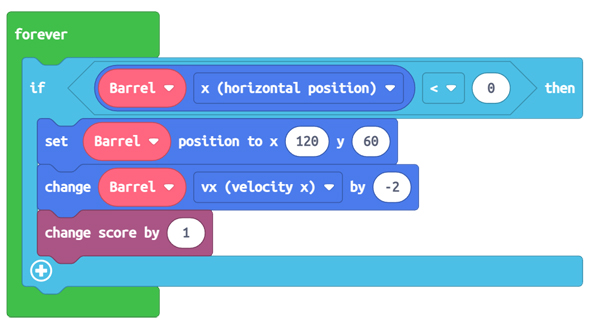 forever
if Barrel x (horizontal position) < 0 then
set Barrel position to x 120 y 60
change Barrel vx (velocity x) by -2
change score by 1